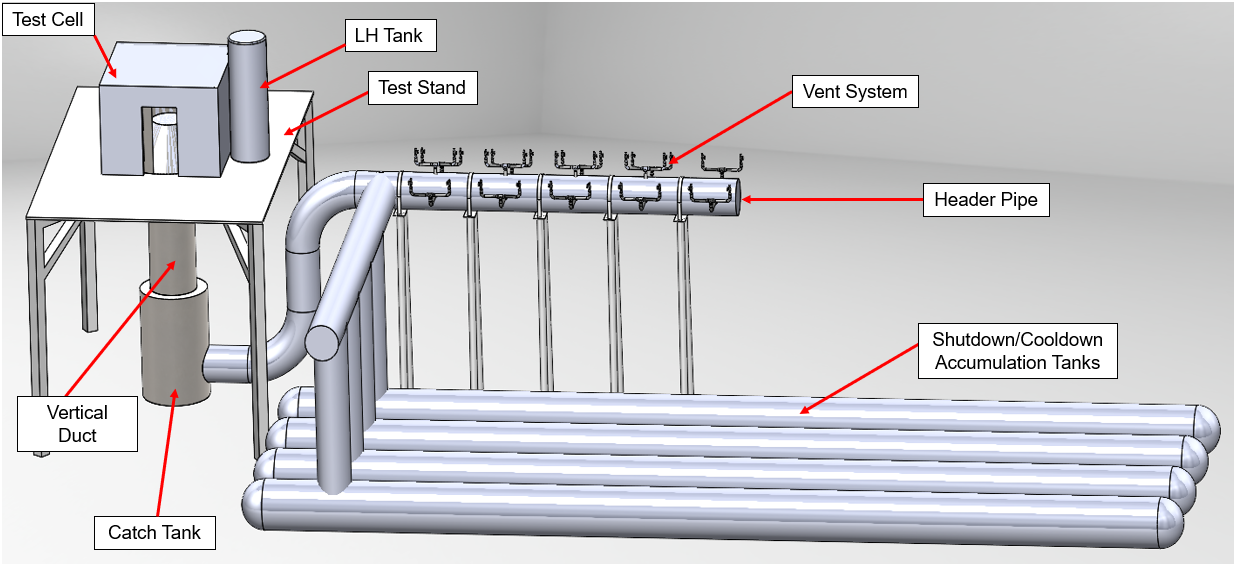 Test Cell
LH Tank
Test Stand
Vent System
Header Pipe
Shutdown/Cooldown
Accumulation Tanks
Vertical
Duct
Catch Tank